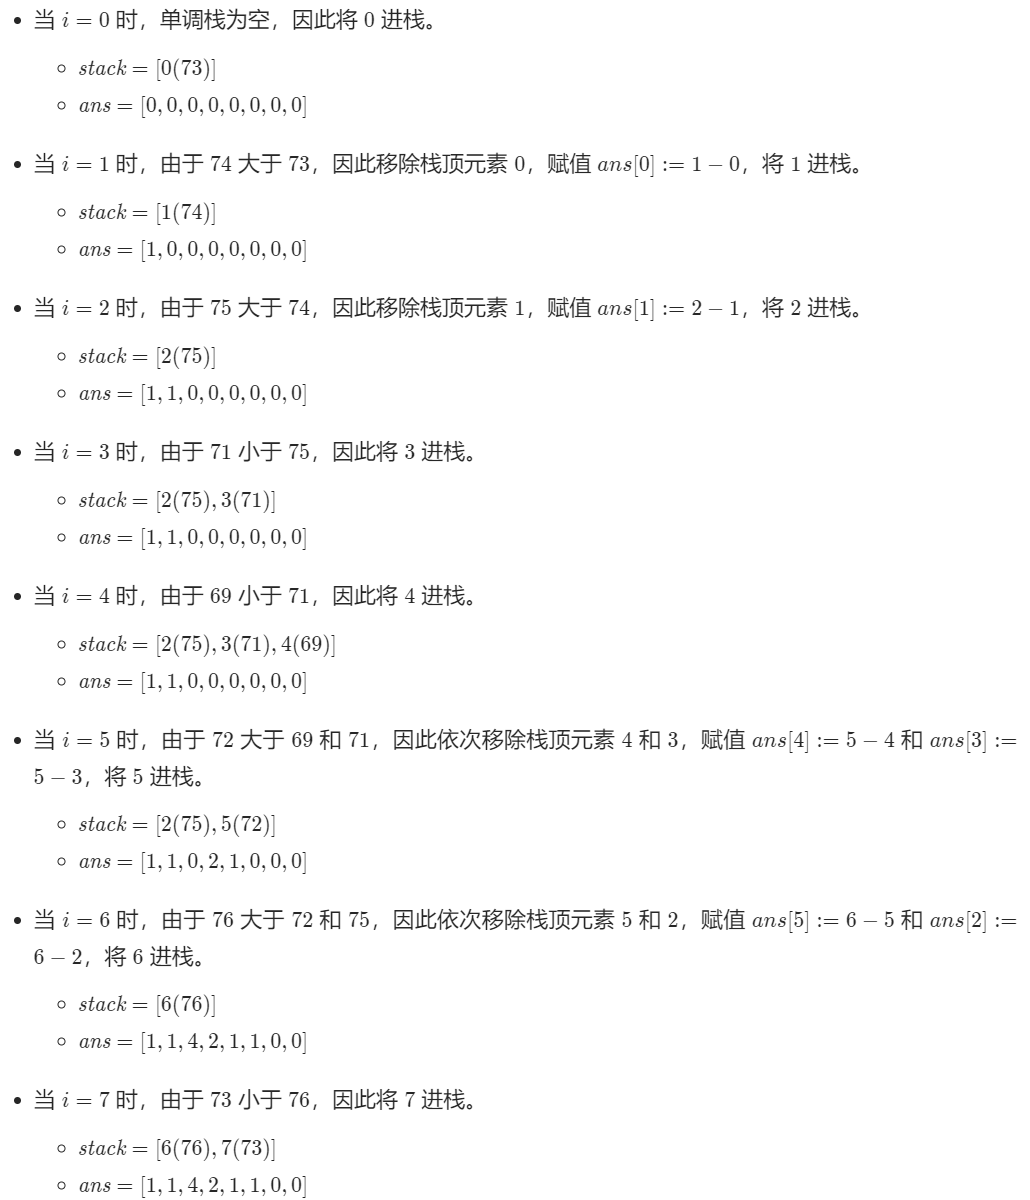 • 当 i = 0 时，单调栈为空，因此将 0 进栈。
◦ stack = [0(73)]
◦ ans = [0, 0, 0, 0, 0, 0, 0, 0]
• 当 i = 1 时，由于 74 大于 73，因此移除栈顶元素 0，赋值 ans[0] := 1 − 0，将 1 进栈。
◦ stack = [1(74)]
◦ ans = [1, 0, 0, 0, 0, 0, 0, 0]
• 当 i = 2 时，由于 75 大于 74，因此移除栈顶元素 1，赋值 ans[1] := 2 − 1，将 2 进栈。
◦ stack = [2(75)]
◦ ans = [1, 1, 0, 0, 0, 0, 0, 0]
• 当 i = 3 时，由于 71 小于 75，因此将 3 进栈。
◦ stack = [2(75), 3(71)]
◦ ans = [1, 1, 0, 0, 0, 0, 0, 0]
• 当 i = 4 时，由于 69 小于 71，因此将 4 进栈。
◦ stack = [2(75), 3(71), 4(69)]
◦ ans = [1, 1, 0, 0, 0, 0, 0, 0]
• 当 i = 5 时，由于 72 大于 69 和 71，因此依次移除栈顶元素 4 和 3，赋值 ans[4] := 5 − 4 和 ans[3] :=
5 − 3，将 5 进栈。
◦ stack = [2(75), 5(72)]
◦ ans = [1, 1, 0, 2, 1, 0, 0, 0]
• 当 i = 6 时，由于 76 大于 72 和 75，因此依次移除栈顶元素 5 和 2，赋值 ans[5] := 6 − 5 和 ans[2] :=
6 − 2，将 6 进栈。
◦ stack = [6(76)]
◦ ans = [1, 1, 4, 2, 1, 1, 0, 0]
• 当 i = 7 时，由于 73 小于 76，因此将 7 进栈。
◦ stack = [6(76), 7(73)]
◦ ans = [1, 1, 4, 2, 1, 1, 0, 0]